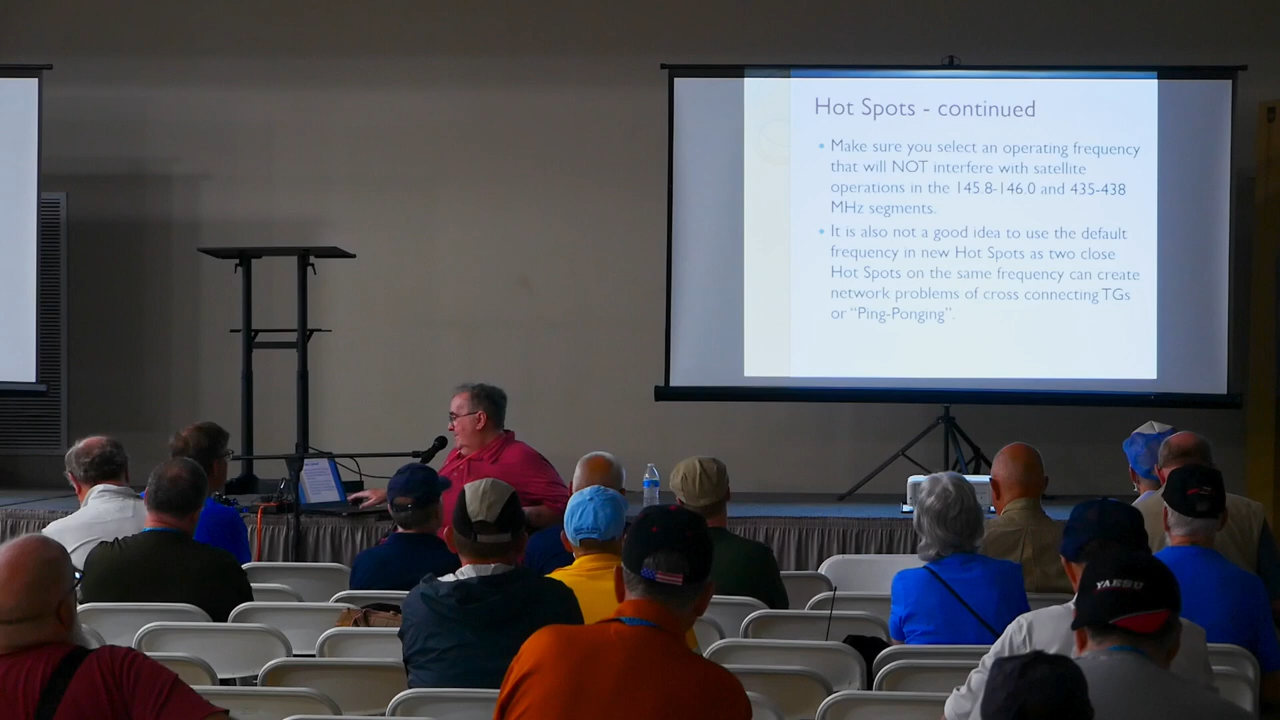 Hot Spots - continued
• Make sure you select an operating frequency
that will NOT interfere with satellite
operations in the 145.8-146.0 and 435-438
MHz segments.
• It is also not a good idea to use the default
frequency in new Hot Spots as two close
Hot Spots on the same frequency can create
network problems of cross connecting TGs
or "Ping-Ponging".
YAESU